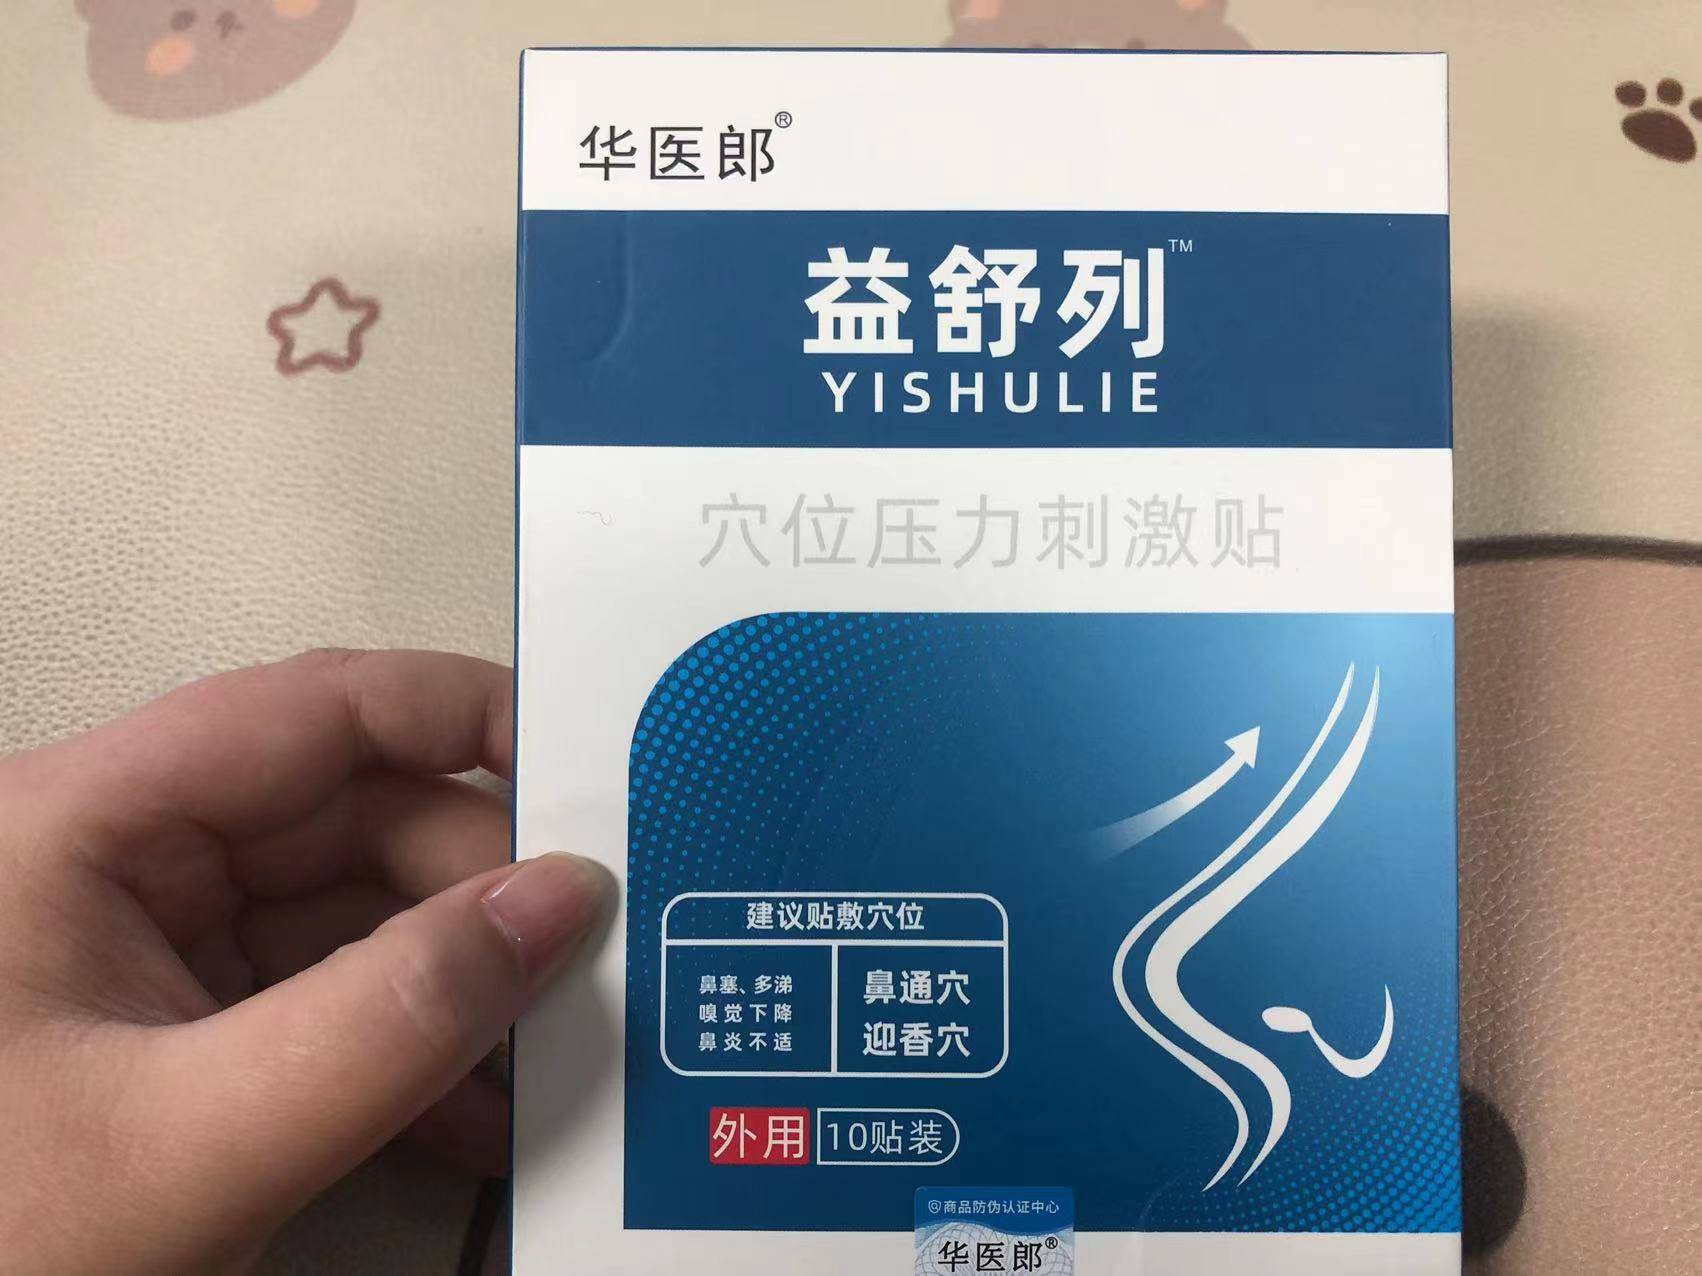 华医郎®
益舒列™
YISHULIE
穴位压力刺激贴
建议贴敷穴位
鼻塞、多涕
嗅觉下降
鼻炎不适
鼻通穴
迎香穴
外用 10贴装
商品防伪认证中心
华医郎®